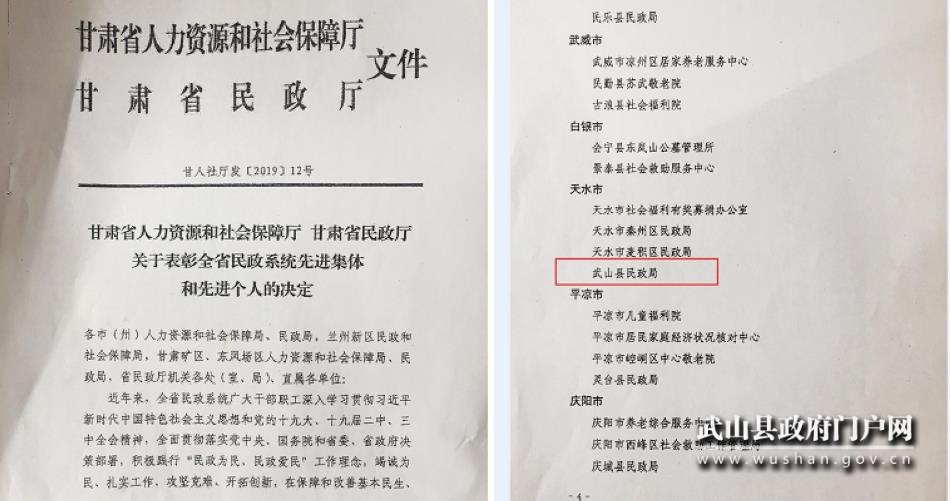 甘肃省人力资源和社会保障厅
甘肃省民政厅
文件
甘人社厅发〔2019〕12号
甘肃省人力资源和社会保障厅 甘肃省民政厅
关于表彰全省民政系统先进集体
和先进个人的决定
各市（州）人力资源和社会保障局、民政局，兰州新区民政和
社会保障局，甘肃矿区、东风场区人力资源和社会保障局、民
政局，省民政厅机关各处（室、局）、直属各单位：
近年来，全省民政系统广大干部职工深入学习贯彻习近平
新时代中国特色社会主义思想和党的十九大、十九届二中、三
中全会精神，全面贯彻落实党中央、国务院和省委、省政府决
策部署，积极践行“民政为民、民政爱民”工作理念，竭诚为
民、扎实工作、攻坚克难、开拓创新，在保障和改善基本民生、
民乐县民政局
武威市
武威市凉州区居家养老服务中心
民勤县苏武敬老院
古浪县社会福利院
白银市
会宁县东岚山公墓管理所
景泰县社会救助服务中心
天水市
天水市社会福利有奖募捐办公室
天水市秦州区民政局
天水市麦积区民政局
武山县民政局
平凉市
平凉市儿童福利院
平凉市居民家庭经济状况核对中心
平凉市崆峒区中心敬老院
灵台县民政局
庆阳市
庆阳市养老综合服务中
庆阳市西峰区社会救助工作管理局
庆城县民政局
- 4 -
武山县政府门户网
www.wushan.gov.cn